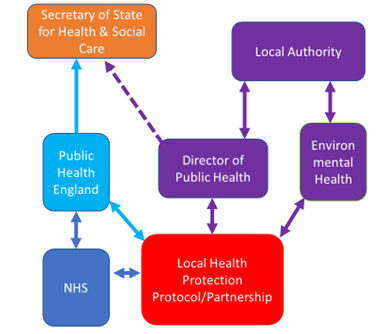 Secretary of State
for Health & Social
Care
Local Authority
Public
Health
England
Director of
Public Health
Environ
mental
Health
NHS
Local Health
Protection
Protocol/Partnership